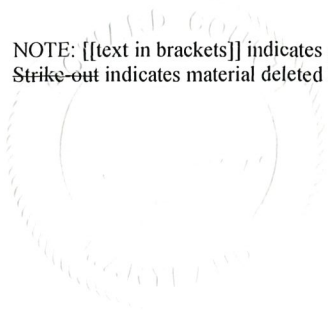 NOTE: [[text in brackets]] indicates
Strike-out indicates material deleted